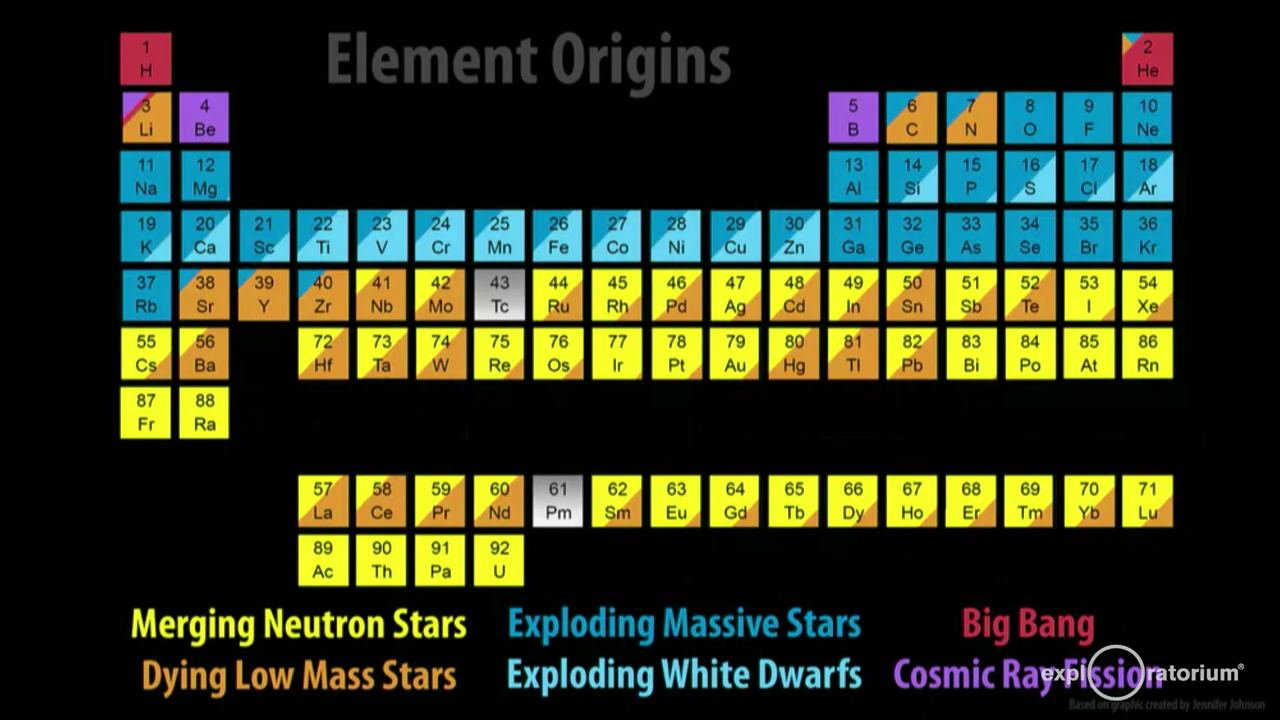 Element Origins
1 2
H He
3 4 5 6 7 8 9 10
Li Be B C N O F Ne
11 12 13 14 15 16 17 18
Na Mg Al Si P S Cl Ar
19 20 21 22 23 24 25 26 27 28 29 30 31 32 33 34 35 36
K Ca Sc Ti V Cr Mn Fe Co Ni Cu Zn Ga Ge As Se Br Kr
37 38 39 40 41 42 43 44 45 46 47 48 49 50 51 52 53 54
Rb Sr Y Zr Nb Mo Tc Ru Rh Pd Ag Cd In Sn Sb Te I Xe
55 56 72 73 74 75 76 77 78 79 80 81 82 83 84 85 86
Cs Ba Hf Ta W Re Os Ir Pt Au Hg Tl Pb Bi Po At Rn
87 88
Fr Ra
57 58 59 60 61 62 63 64 65 66 67 68 69 70 71
La Ce Pr Nd Pm Sm Eu Gd Tb Dy Ho Er Tm Yb Lu
89 90 91 92
Ac Th Pa U
Merging Neutron Stars Exploding Massive Stars Big Bang
Dying Low Mass Stars Exploding White Dwarfs Cosmic Ray Fission
exploratorium®
Based on graphic created by Jennifer Johnson